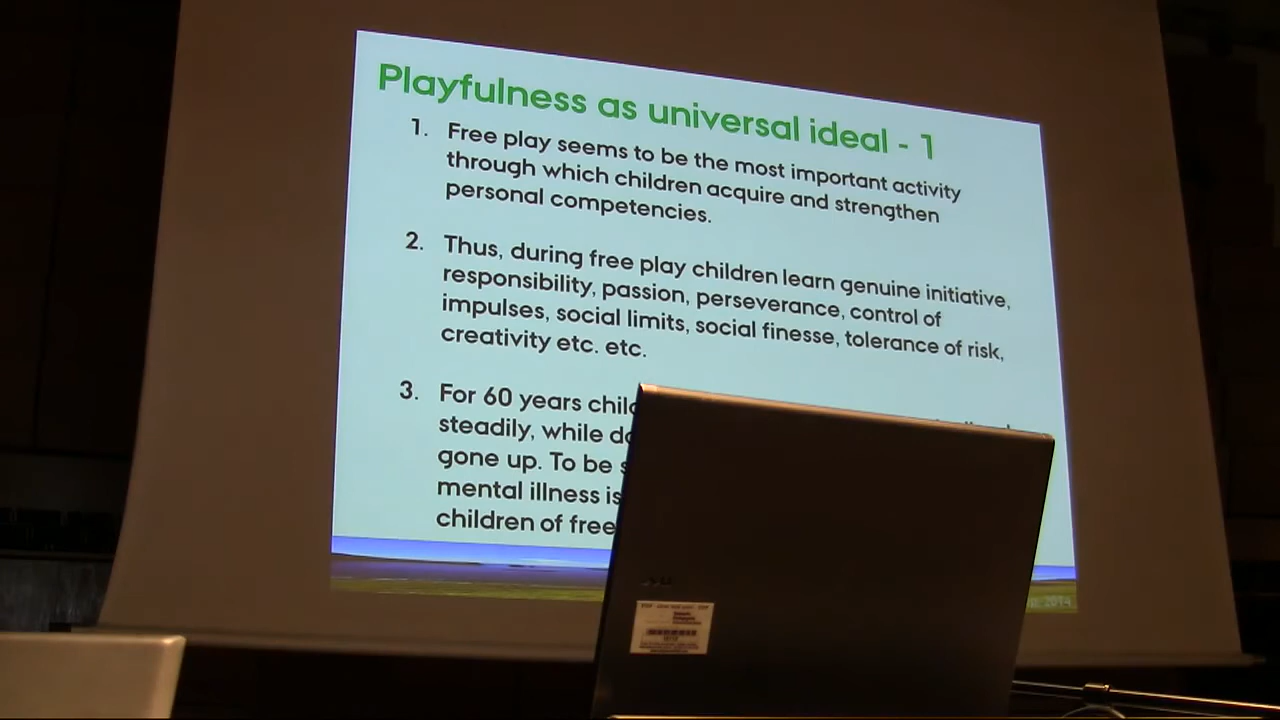 Playfulness as universal ideal - 1
1. Free play seems to be the most important activity
through which children acquire and strengthen
personal competencies.
2. Thus, during free play children learn genuine initiative,
responsibility, passion, perseverance, control of
impulses, social limits, social finesse, tolerance of risk,
creativity etc. etc.
3. For 60 years
steadily, while
gone up. To be
mental illness is
children of free
2014